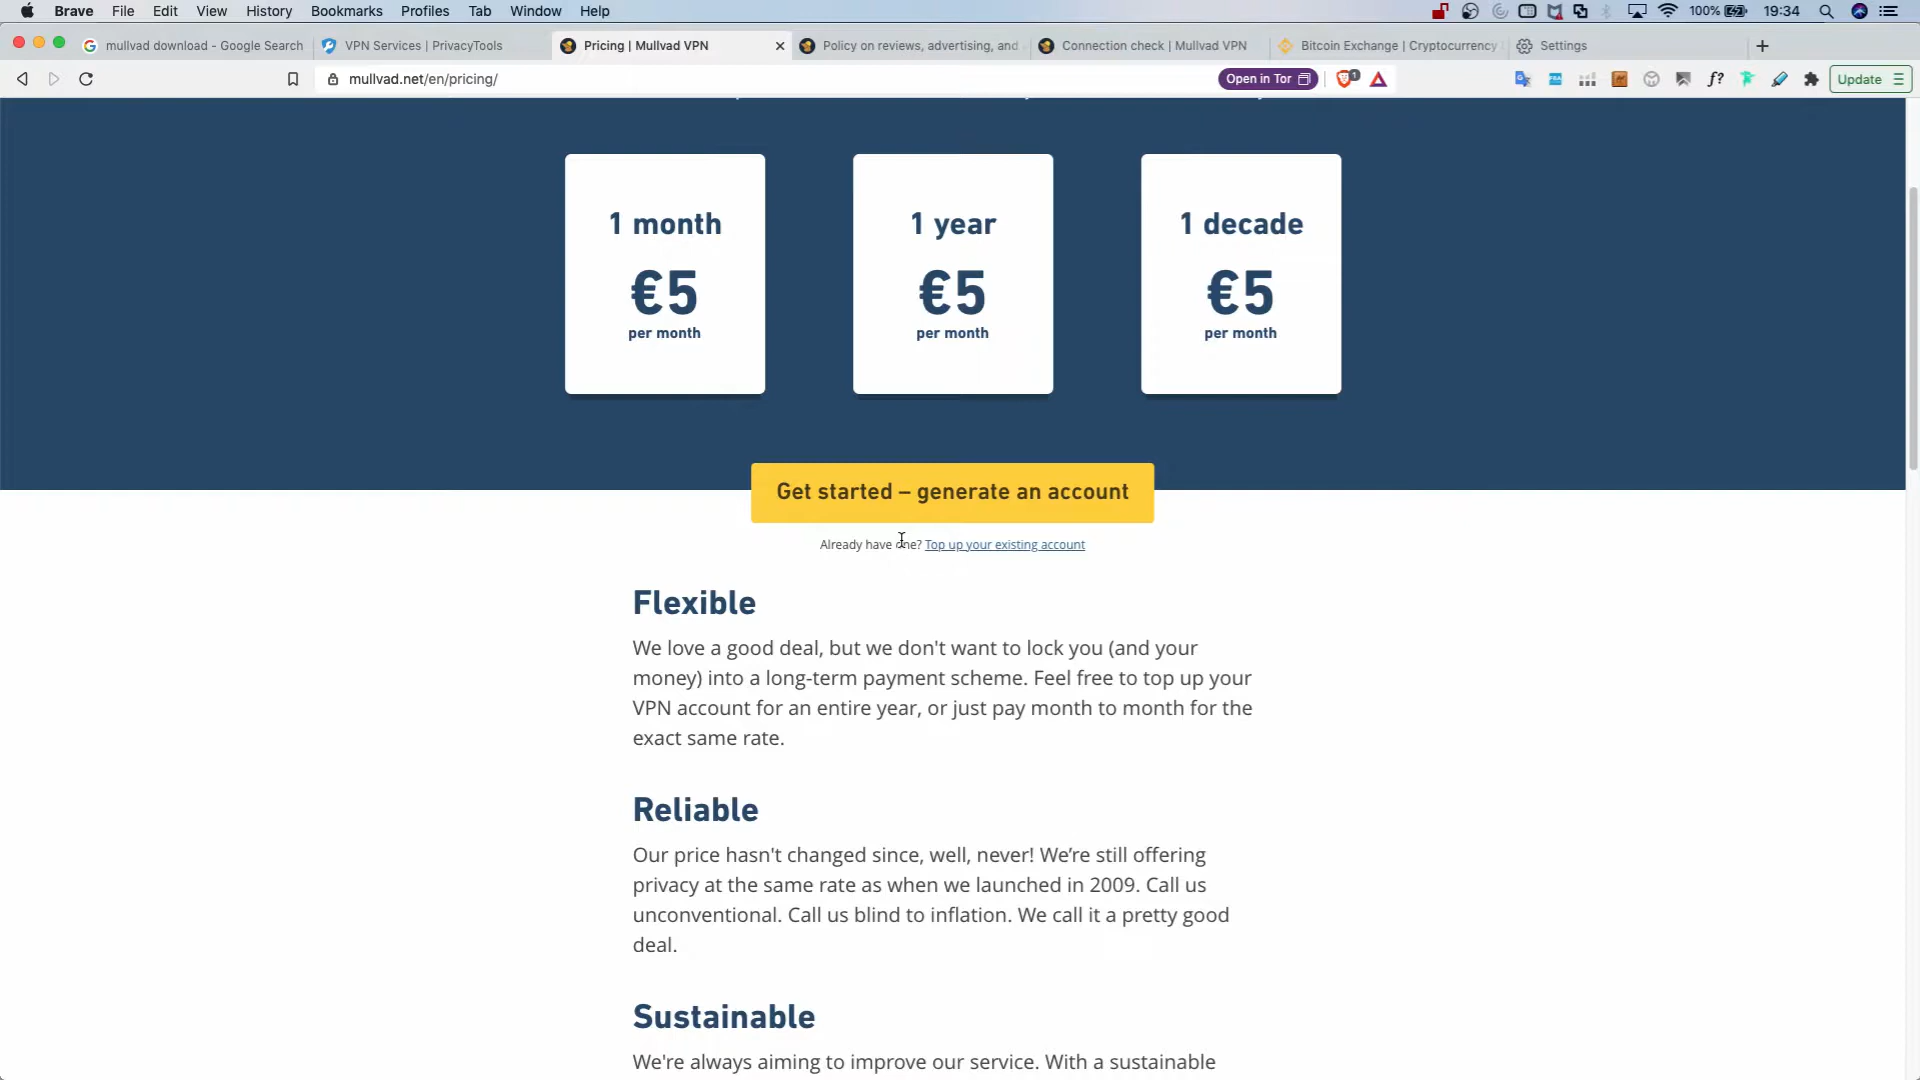 Brave File Edit View History Bookmarks Profiles Tab Window Help 100% 19:34
mullvad download - Google Search VPN Services | PrivacyTools Pricing | Mullvad VPN Policy on reviews, advertising, and Connection check | Mullvad VPN Bitcoin Exchange | Cryptocurrency Settings
mullvad.net/en/pricing/ Open in Tor 1 f? Update
1 month 1 year 1 decade
€5 €5 €5
per month per month per month
Get started – generate an account
Already have one? Top up your existing account
Flexible
We love a good deal, but we don't want to lock you (and your
money) into a long-term payment scheme. Feel free to top up your
VPN account for an entire year, or just pay month to month for the
exact same rate.
Reliable
Our price hasn't changed since, well, never! We’re still offering
privacy at the same rate as when we launched in 2009. Call us
unconventional. Call us blind to inflation. We call it a pretty good
deal.
Sustainable
We're always aiming to improve our service. With a sustainable